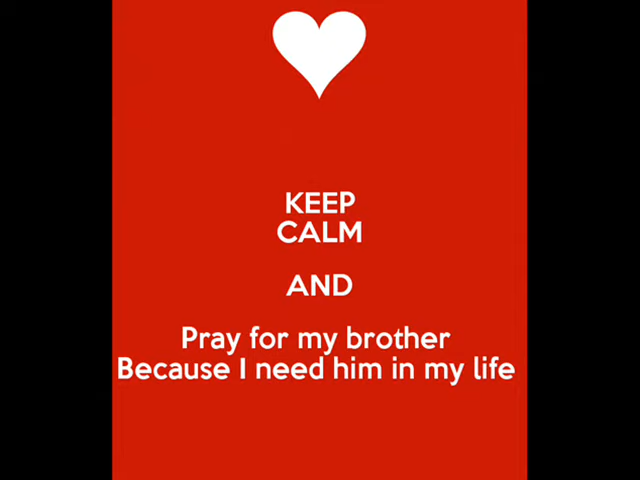 KEEP
CALM
AND
Pray for my brother
Because I need him in my life